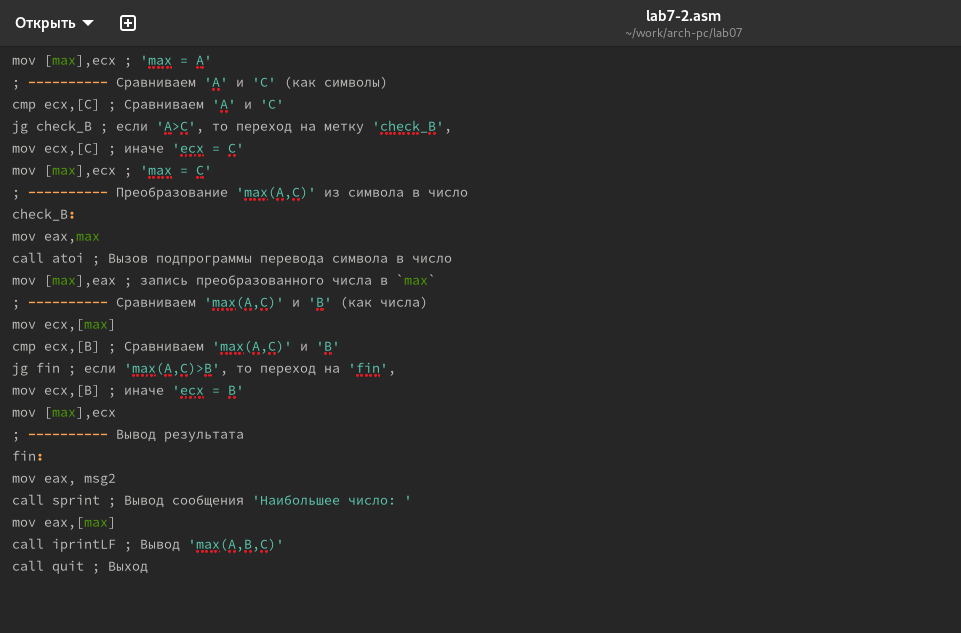 Открыть
lab7-2.asm
~/work/arch-pc/lab07
mov [max],ecx ; 'max = A'
; ---------- Сравниваем 'A' и 'C' (как символы)
cmp ecx,[C] ; Сравниваем 'A' и 'C'
jg check_B ; если 'A>C', то переход на метку 'check_B',
mov ecx,[C] ; иначе 'ecx = C'
mov [max],ecx ; 'max = C'
; ---------- Преобразование 'max(A,C)' из символа в число
check_B:
mov eax,max
call atoi ; Вызов подпрограммы перевода символа в число
mov [max],eax ; запись преобразованного числа в `max`
; ---------- Сравниваем 'max(A,C)' и 'B' (как числа)
mov ecx,[max]
cmp ecx,[B] ; Сравниваем 'max(A,C)' и 'B'
jg fin ; если 'max(A,C)>B', то переход на 'fin',
mov ecx,[B] ; иначе 'ecx = B'
mov [max],ecx
; ---------- Вывод результата
fin:
mov eax, msg2
call sprint ; Вывод сообщения 'Наибольшее число: '
mov eax,[max]
call iprintLF ; Вывод 'max(A,B,C)'
call quit ; Выход